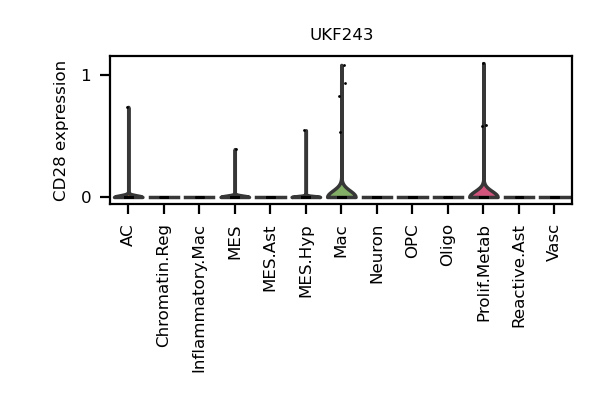 UKF243
CD28 expression
1
0
AC
Chromatin.Reg
Inflammatory.Mac
MES
MES.Ast
MES.Hyp
Mac
Neuron
OPC
Oligo
Prolif.Metab
Reactive.Ast
Vasc